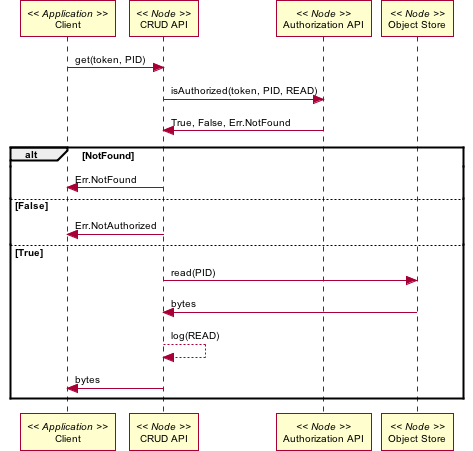 << Application >>
Client
<< Node >>
CRUD API
<< Node >>
Authorization API
<< Node >>
Object Store
get(token, PID)
isAuthorized(token, PID, READ)
True, False, Err.NotFound
alt
[NotFound]
Err.NotFound
[False]
Err.NotAuthorized
[True]
read(PID)
bytes
log(READ)
bytes
<< Application >>
Client
<< Node >>
CRUD API
<< Node >>
Authorization API
<< Node >>
Object Store